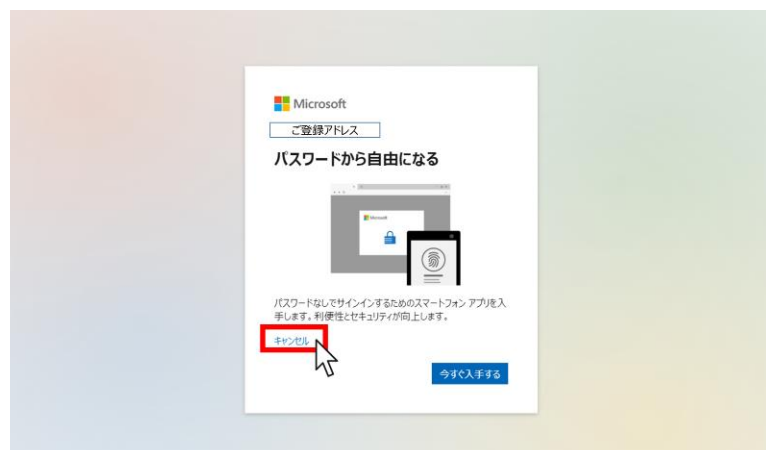 Microsoft
ご登録アドレス
パスワードから自由になる
Microsoft
パスワードなしでサインインするためのスマートフォン アプリを入
手します。利便性とセキュリティが向上します。
キャンセル
今すぐ入手する